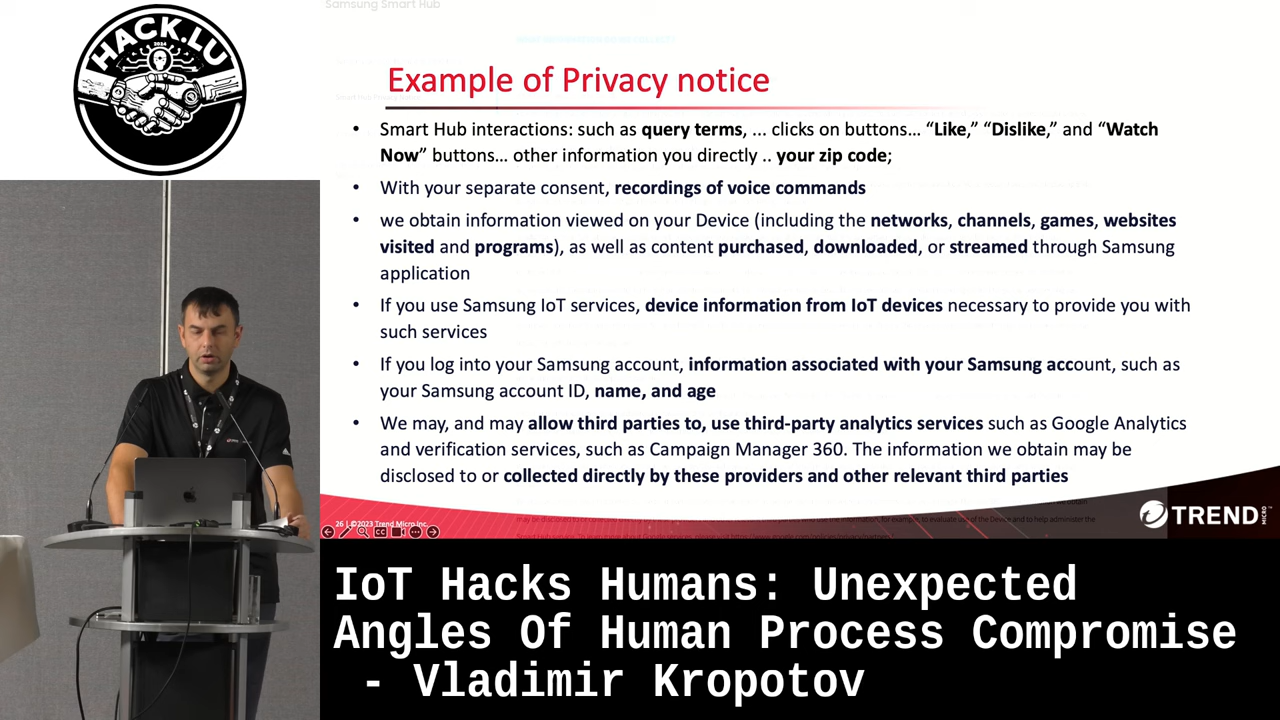 HACK.LU
2024
Samsung Smart Hub
Example of Privacy notice
• Smart Hub interactions: such as query terms, ... clicks on buttons… “Like,” “Dislike,” and “Watch
Now” buttons… other information you directly .. your zip code;
• With your separate consent, recordings of voice commands
• we obtain information viewed on your Device (including the networks, channels, games, websites
visited and programs), as well as content purchased, downloaded, or streamed through Samsung
application
• If you use Samsung IoT services, device information from IoT devices necessary to provide you with
such services
• If you log into your Samsung account, information associated with your Samsung account, such as
your Samsung account ID, name, and age
• We may, and may allow third parties to, use third-party analytics services such as Google Analytics
and verification services, such as Campaign Manager 360. The information we obtain may be
disclosed to or collected directly by these providers and other relevant third parties
26 | ©2023 Trend Micro Inc.
TREND MICRO
IoT Hacks Humans: Unexpected
Angles Of Human Process Compromise
- Vladimir Kropotov